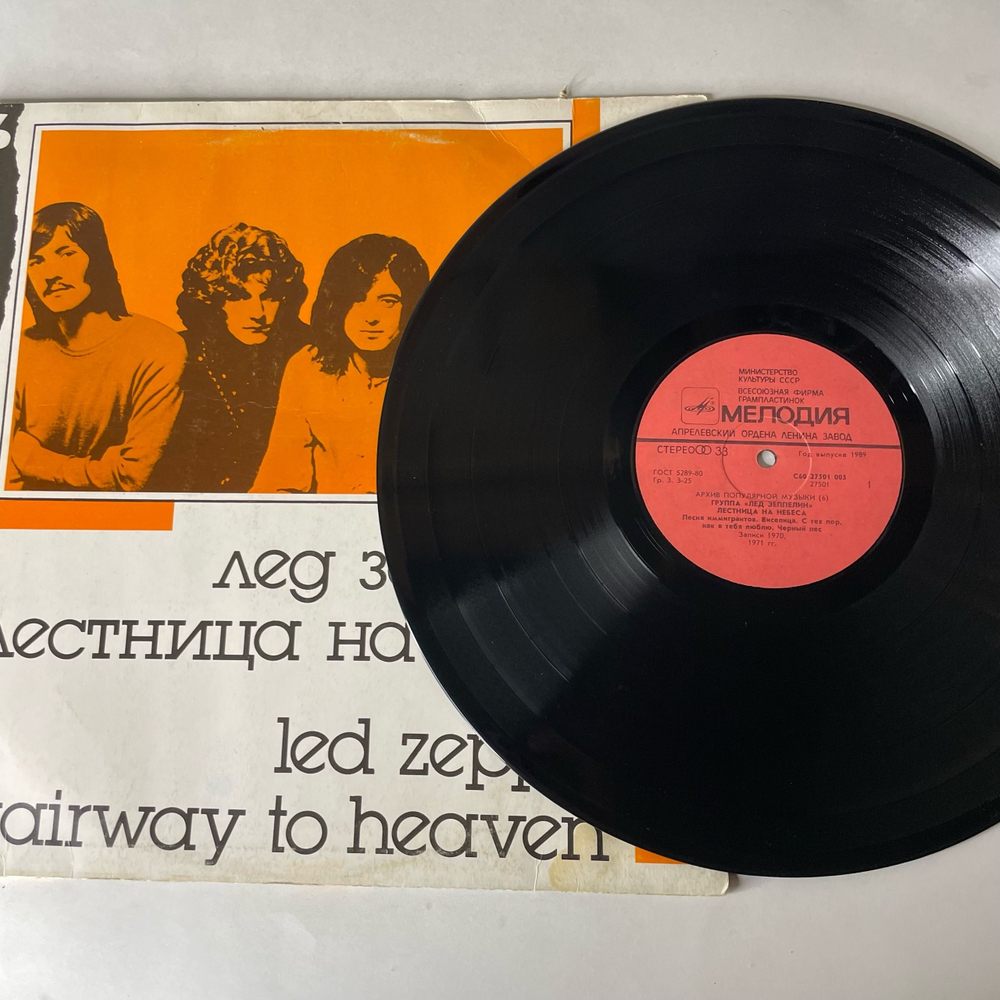 6
лед з
лестница на
led zepp
airway to heaven
МИНИСТЕРСТВО
КУЛЬТУРЫ СССР
ВСЕСОЮЗНАЯ ФИРМА
ГРАМПЛАСТИНОК
МЕЛОДИЯ
АПРЕЛЕВСКИЙ ОРДЕНА ЛЕНИНА ЗАВОД
СТЕРЕО 33 Год выпуска 1989
ГОСТ 5289-80 С60 27501 003
Гр. 3. 3-25 27501 1
АРХИВ ПОПУЛЯРНОЙ МУЗЫКИ (6)
ГРУППА «ЛЕД ЗЕППЕЛИН»
ЛЕСТНИЦА НА НЕБЕСА
Песня иммигрантов. Виселица. С тех пор,
как я тебя люблю. Черный пес
Записи 1970,
1971 гг.